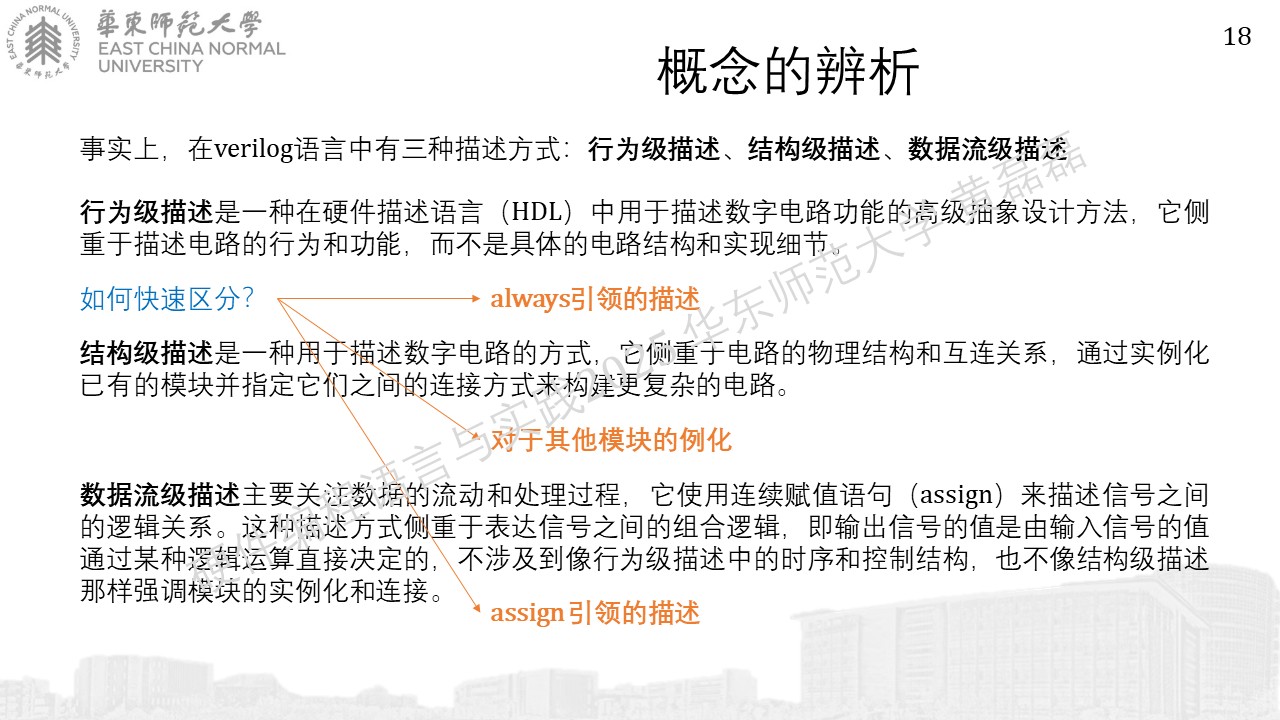 華東師範大學
EAST CHINA NORMAL
UNIVERSITY
EAST CHINA NORMAL UNIVERSITY
華東師范大学
18
概念的辨析
事实上，在verilog语言中有三种描述方式：行为级描述、结构级描述、数据流级描述
行为级描述是一种在硬件描述语言（HDL）中用于描述数字电路功能的高级抽象设计方法，它侧
重于描述电路的行为和功能，而不是具体的电路结构和实现细节。
如何快速区分？
always引领的描述
结构级描述是一种用于描述数字电路的方式，它侧重于电路的物理结构和互连关系，通过实例化
已有的模块并指定它们之间的连接方式来构建更复杂的电路。
对于其他模块的例化
数据流级描述主要关注数据的流动和处理过程，它使用连续赋值语句（assign）来描述信号之间
的逻辑关系。这种描述方式侧重于表达信号之间的组合逻辑，即输出信号的值是由输入信号的值
通过某种逻辑运算直接决定的，不涉及到像行为级描述中的时序和控制结构，也不像结构级描述
那样强调模块的实例化和连接。
assign引领的描述
硬件编程语言与实践2025 华东师范大学 黄磊磊